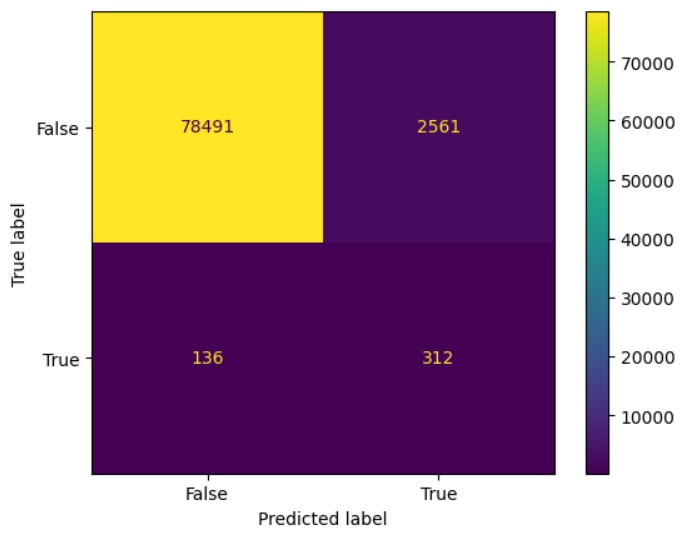 70000
False
78491
2561
60000
50000
True label
40000
30000
True
136
312
20000
10000
False
True
Predicted label